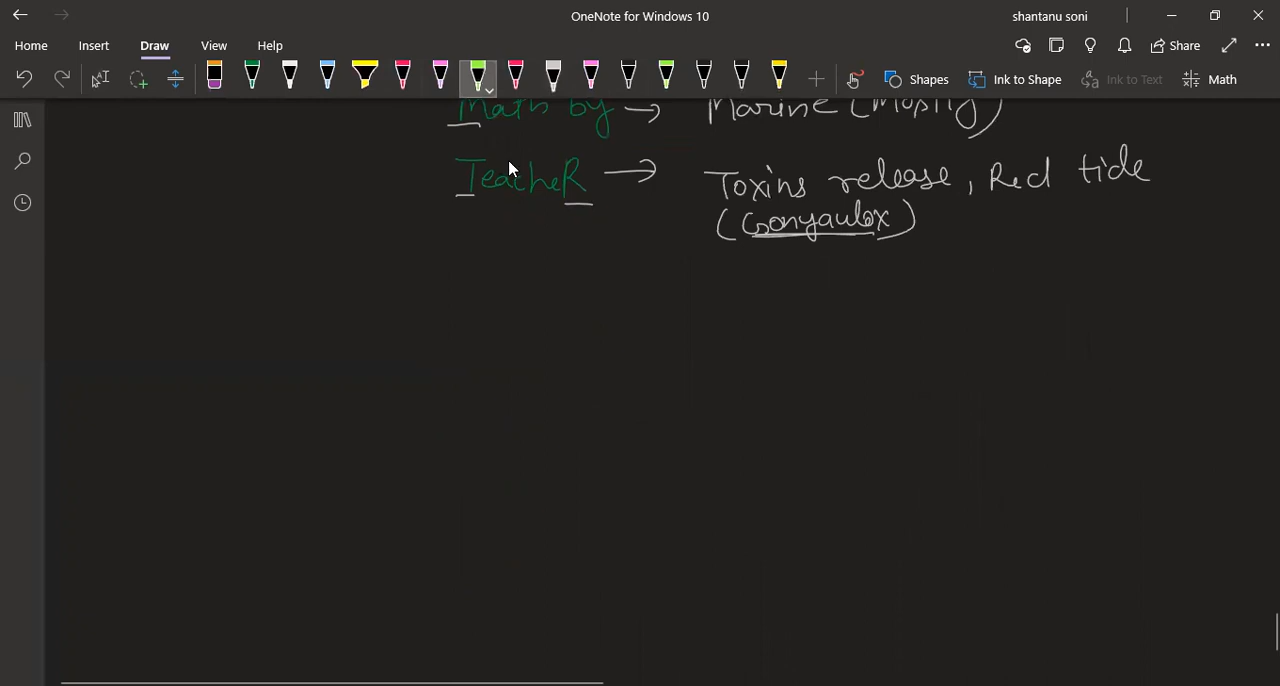 OneNote for Windows 10
shantanu soni
Home Insert Draw View Help
Share
Shapes Ink to Shape Ink to Text Math
Math by → Marine (Mostly)
TeacheR → Toxins release, Red tide
(Gonyaulax)